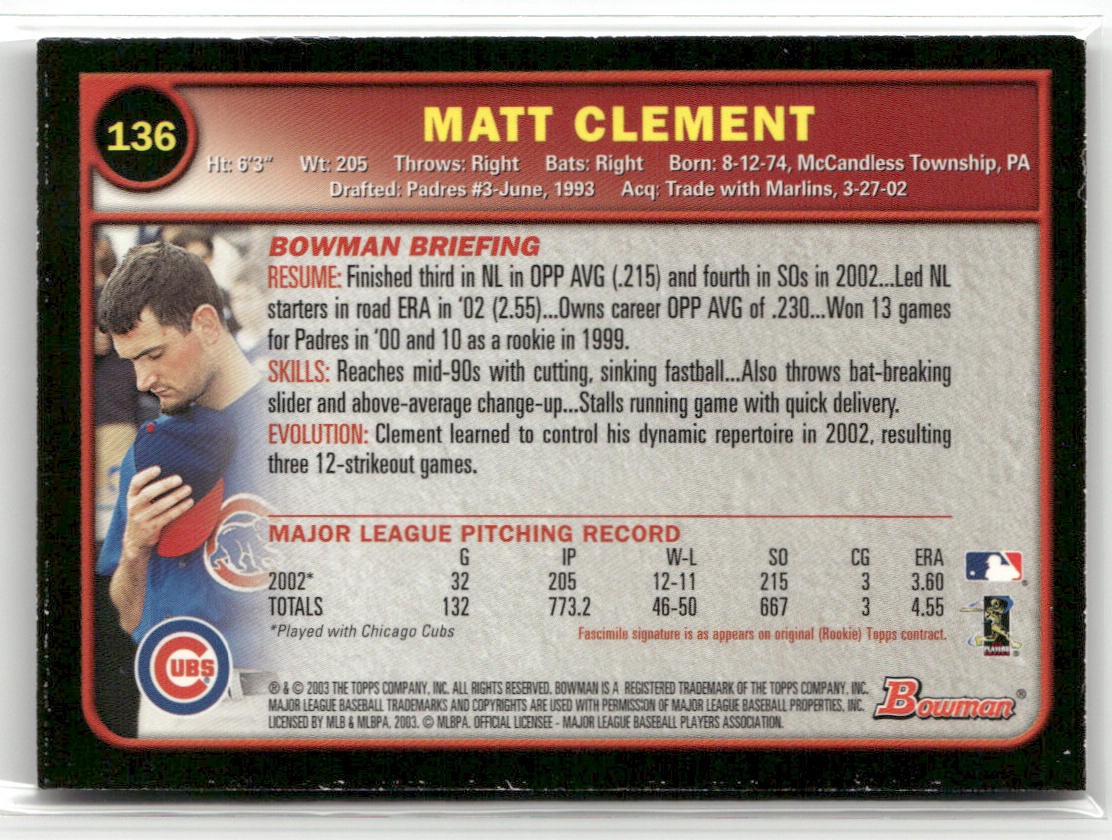 136
MATT CLEMENT
Ht: 6'3" Wt: 205 Throws: Right Bats: Right Born: 8-12-74, McCandless Township, PA
Drafted: Padres #3-June, 1993 Acq: Trade with Marlins, 3-27-02
BOWMAN BRIEFING
RESUME: Finished third in NL in OPP AVG (.215) and fourth in SOs in 2002...Led NL
starters in road ERA in '02 (2.55)...Owns career OPP AVG of .230...Won 13 games
for Padres in '00 and 10 as a rookie in 1999.
SKILLS: Reaches mid-90s with cutting, sinking fastball...Also throws bat-breaking
slider and above-average change-up...Stalls running game with quick delivery.
EVOLUTION: Clement learned to control his dynamic repertoire in 2002, resulting
three 12-strikeout games.
MAJOR LEAGUE PITCHING RECORD
G IP W-L SO CG ERA
2002* 32 205 12-11 215 3 3.60
TOTALS 132 773.2 46-50 667 3 4.55
*Played with Chicago Cubs
Fascimile signature is as appears on original (Rookie) Topps contract.
PLAYERS
CUBS
® & © 2003 THE TOPPS COMPANY, INC. ALL RIGHTS RESERVED. BOWMAN IS A REGISTERED TRADEMARK OF THE TOPPS COMPANY, INC.
MAJOR LEAGUE BASEBALL TRADEMARKS AND COPYRIGHTS ARE USED WITH PERMISSION OF MAJOR LEAGUE BASEBALL PROPERTIES, INC.
LICENSED BY MLB & MLBPA. 2003. © MLBPA. OFFICIAL LICENSEE - MAJOR LEAGUE BASEBALL PLAYERS ASSOCIATION.
Bowman®